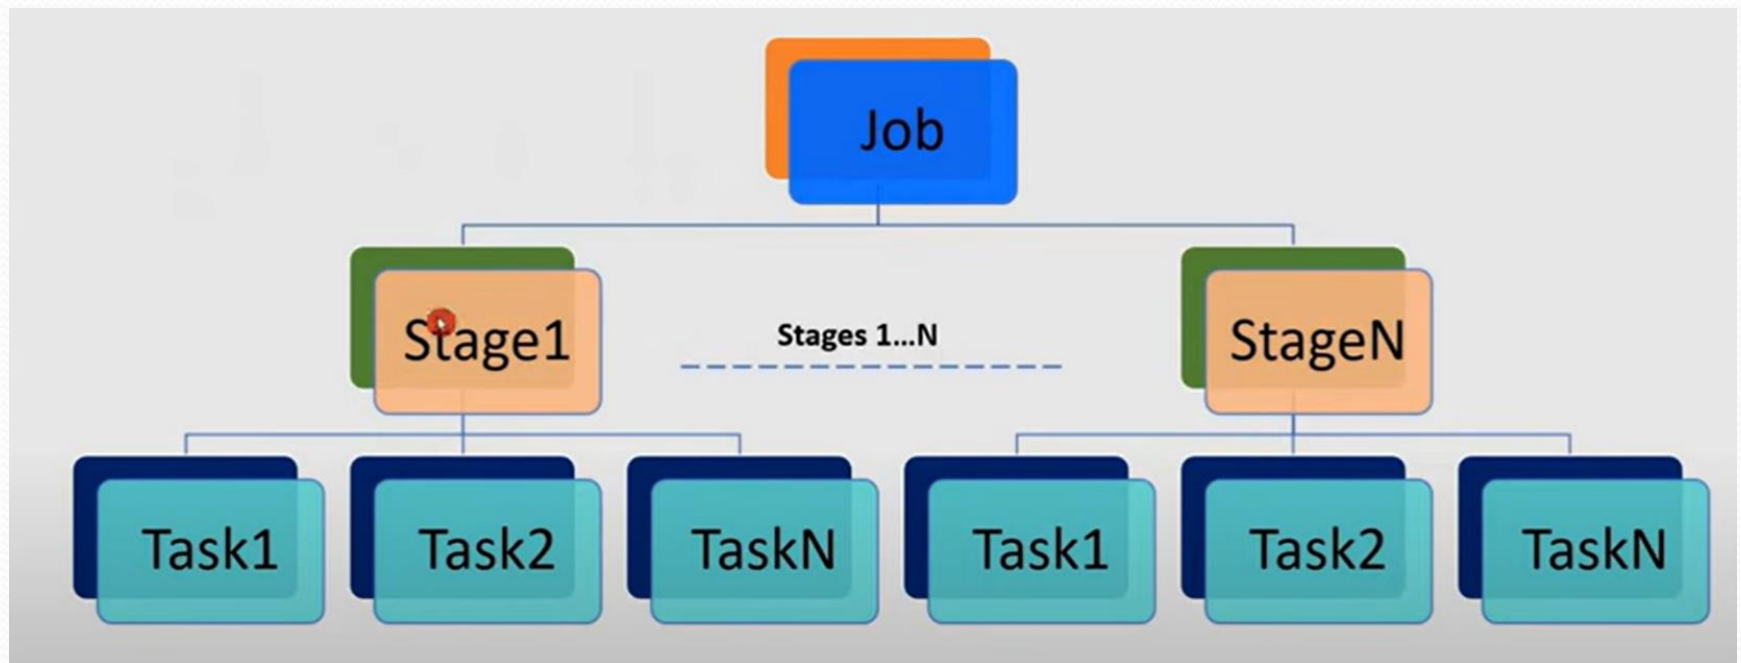 Job
Stage1
Stages 1...N
StageN
Task1
Task2
TaskN
Task1
Task2
TaskN